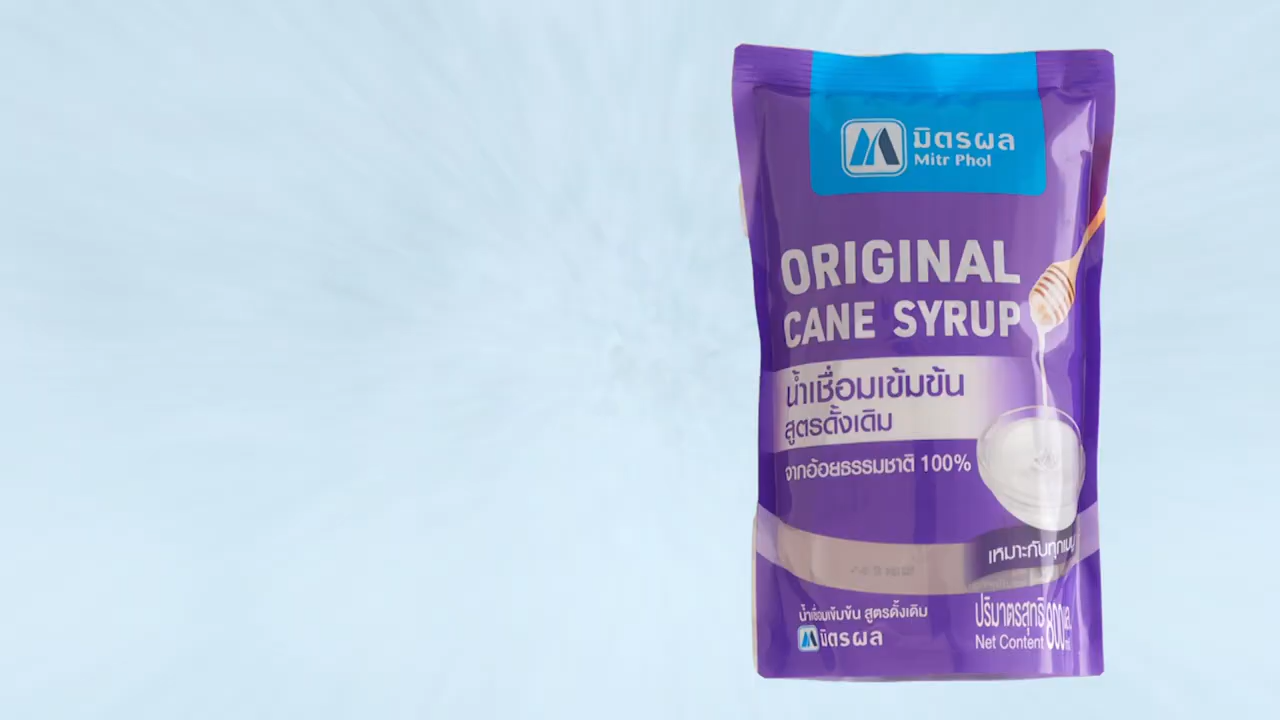 มิตรผล
Mitr Phol
ORIGINAL
CANE SYRUP
น้ำเชื่อมเข้มข้น
สูตรดั้งเดิม
จากอ้อยธรรมชาติ 100%
เหมาะกับทุกเมนู
น้ำเชื่อมเข้มข้น สูตรดั้งเดิม
มิตรผล
ปริมาตรสุทธิ 800 มล.
Net Content ml